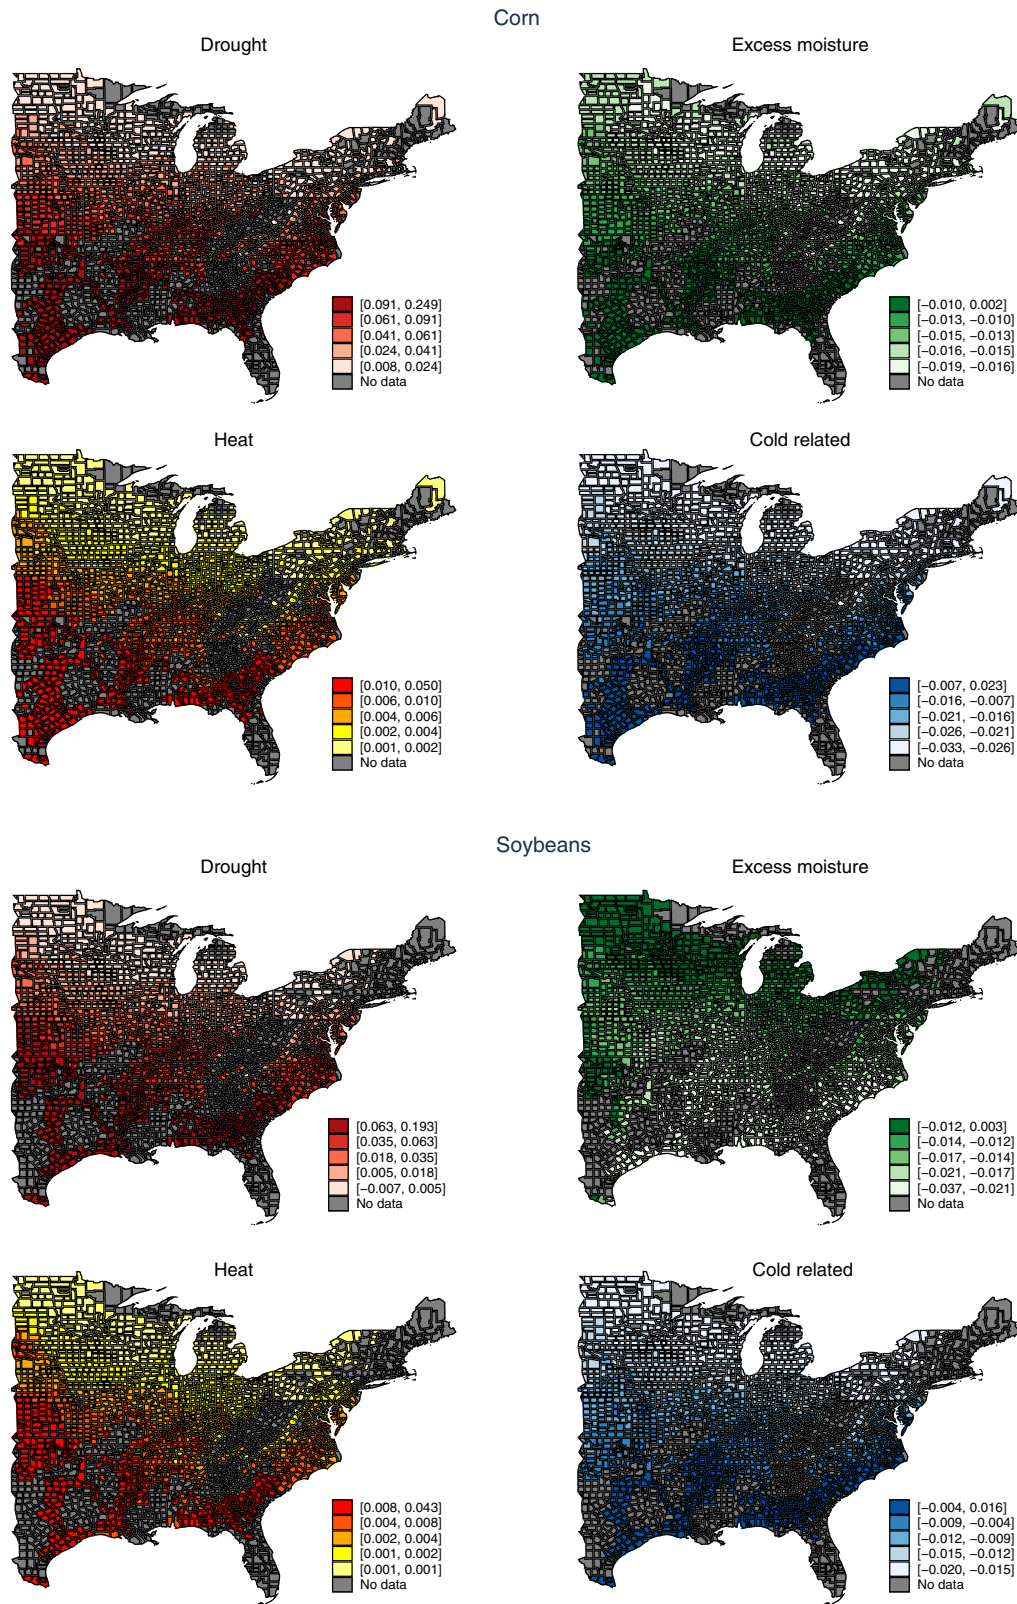 Corn
Drought
Excess moisture
[0.091, 0.249]
[0.061, 0.091]
[0.041, 0.061]
[0.024, 0.041]
[0.008, 0.024]
No data
[−0.010, 0.002]
[−0.013, −0.010]
[−0.015, −0.013]
[−0.016, −0.015]
[−0.019, −0.016]
No data
Heat
Cold related
[0.010, 0.050]
[0.006, 0.010]
[0.004, 0.006]
[0.002, 0.004]
[0.001, 0.002]
No data
[−0.007, 0.023]
[−0.016, −0.007]
[−0.021, −0.016]
[−0.026, −0.021]
[−0.033, −0.026]
No data
Soybeans
Drought
Excess moisture
[0.063, 0.193]
[0.035, 0.063]
[0.018, 0.035]
[0.005, 0.018]
[−0.007, 0.005]
No data
[−0.012, 0.003]
[−0.014, −0.012]
[−0.017, −0.014]
[−0.021, −0.017]
[−0.037, −0.021]
No data
Heat
Cold related
[0.008, 0.043]
[0.004, 0.008]
[0.002, 0.004]
[0.001, 0.002]
[0.001, 0.001]
No data
[−0.004, 0.016]
[−0.009, −0.004]
[−0.012, −0.009]
[−0.015, −0.012]
[−0.020, −0.015]
No data